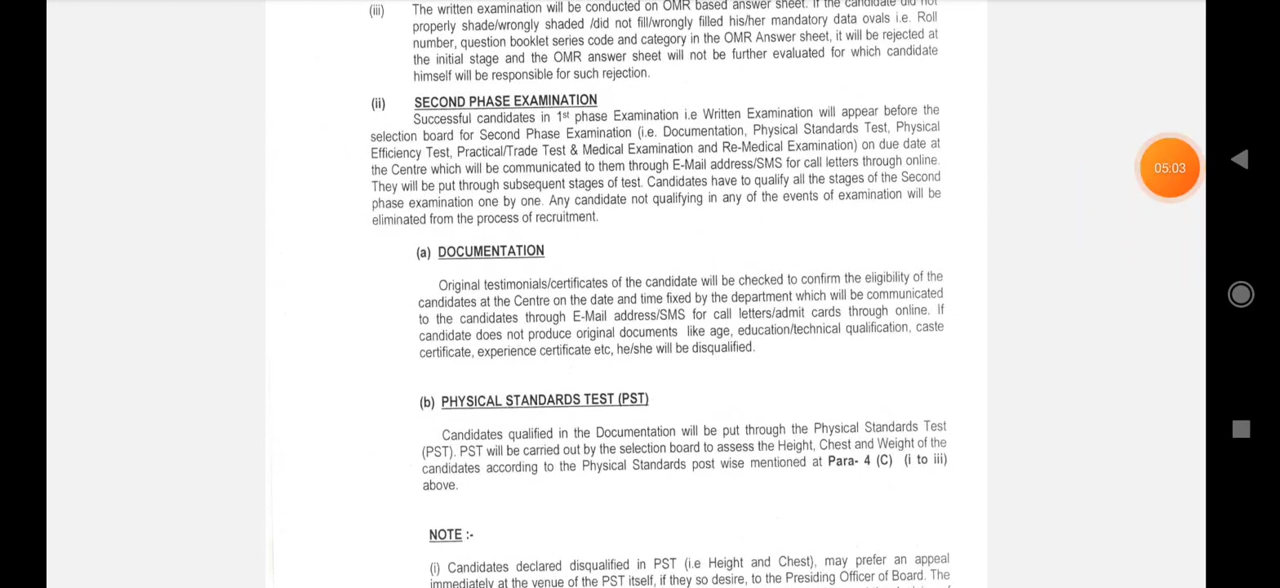 (iii) The written examination will be conducted on OMR based answer sheet. If the candidate did not
properly shade/wrongly shaded /did not fill/wrongly filled his/her mandatory data ovals i.e. Roll
number, question booklet series code and category in the OMR Answer sheet, it will be rejected at
the initial stage and the OMR answer sheet will not be further evaluated for which candidate
himself will be responsible for such rejection.
(ii) SECOND PHASE EXAMINATION
Successful candidates in 1st phase Examination i.e Written Examination will appear before the
selection board for Second Phase Examination (i.e. Documentation, Physical Standards Test, Physical
Efficiency Test, Practical/Trade Test & Medical Examination and Re-Medical Examination) on due date at
the Centre which will be communicated to them through E-Mail address/SMS for call letters through online.
They will be put through subsequent stages of test. Candidates have to qualify all the stages of the Second
phase examination one by one. Any candidate not qualifying in any of the events of examination will be
eliminated from the process of recruitment.
05:03
(a) DOCUMENTATION
Original testimonials/certificates of the candidate will be checked to confirm the eligibility of the
candidates at the Centre on the date and time fixed by the department which will be communicated
to the candidates through E-Mail address/SMS for call letters/admit cards through online. If
candidate does not produce original documents like age, education/technical qualification, caste
certificate, experience certificate etc, he/she will be disqualified.
(b) PHYSICAL STANDARDS TEST (PST)
Candidates qualified in the Documentation will be put through the Physical Standards Test
(PST). PST will be carried out by the selection board to assess the Height, Chest and Weight of the
candidates according to the Physical Standards post wise mentioned at Para- 4 (C) (i to iii)
above.
NOTE :-
(i) Candidates declared disqualified in PST (i.e Height and Chest), may prefer an appeal
immediately at the venue of the PST itself, if they so desire, to the Presiding Officer of Board. The